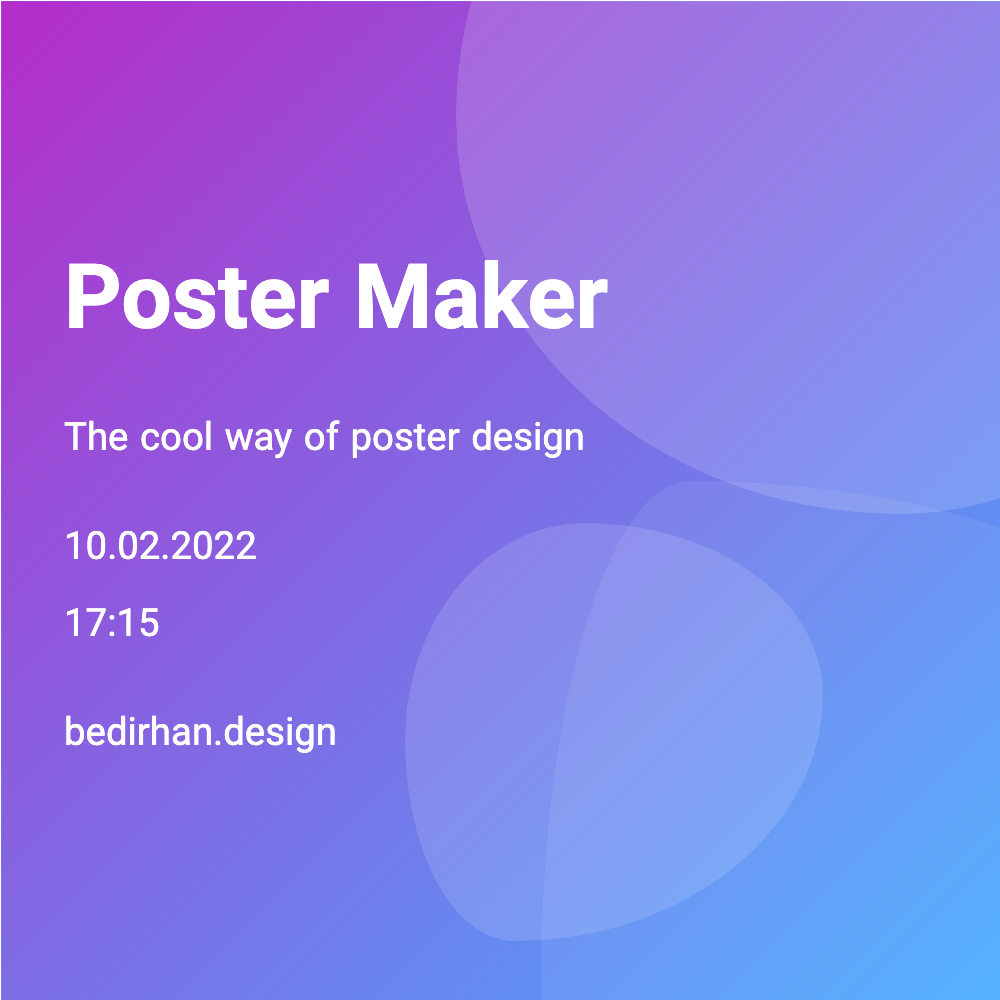 Poster Maker
The cool way of poster design
10.02.2022
17:15
bedirhan.design